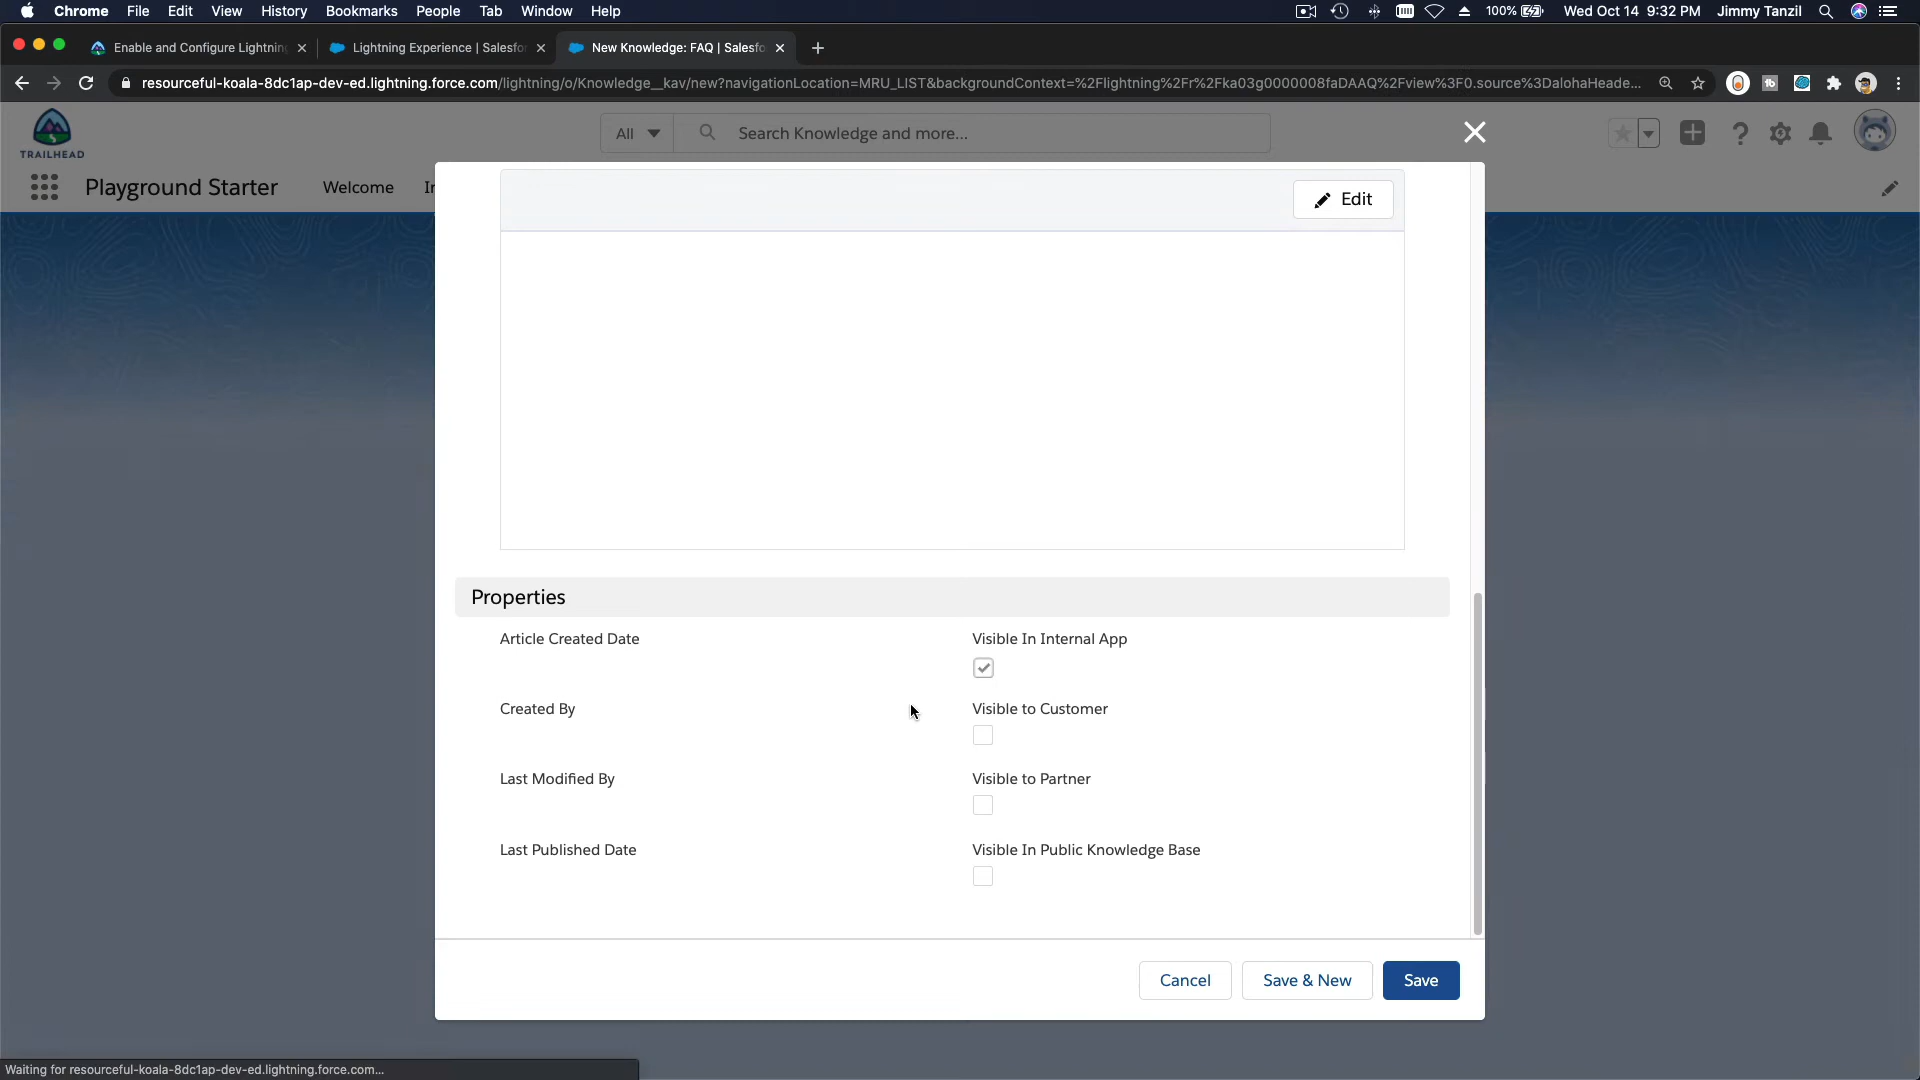 Chrome File Edit View History Bookmarks People Tab Window Help 100% Wed Oct 14 9:32 PM Jimmy Tanzil
Enable and Configure Lightning Lightning Experience | Salesfor New Knowledge: FAQ | Salesfo
resourceful-koala-8dc1ap-dev-ed.lightning.force.com/lightning/o/Knowledge__kav/new?navigationLocation=MRU_LIST&backgroundContext=%2Flightning%2Fr%2Fka03g0000008faDAAQ%2Fview%3F0.source%3DalohaHeade...
All Search Knowledge and more...
TRAILHEAD
Playground Starter Welcome
Edit
Properties
Article Created Date Visible In Internal App
Created By Visible to Customer
Last Modified By Visible to Partner
Last Published Date Visible In Public Knowledge Base
Cancel Save & New Save
Waiting for resourceful-koala-8dc1ap-dev-ed.lightning.force.com...